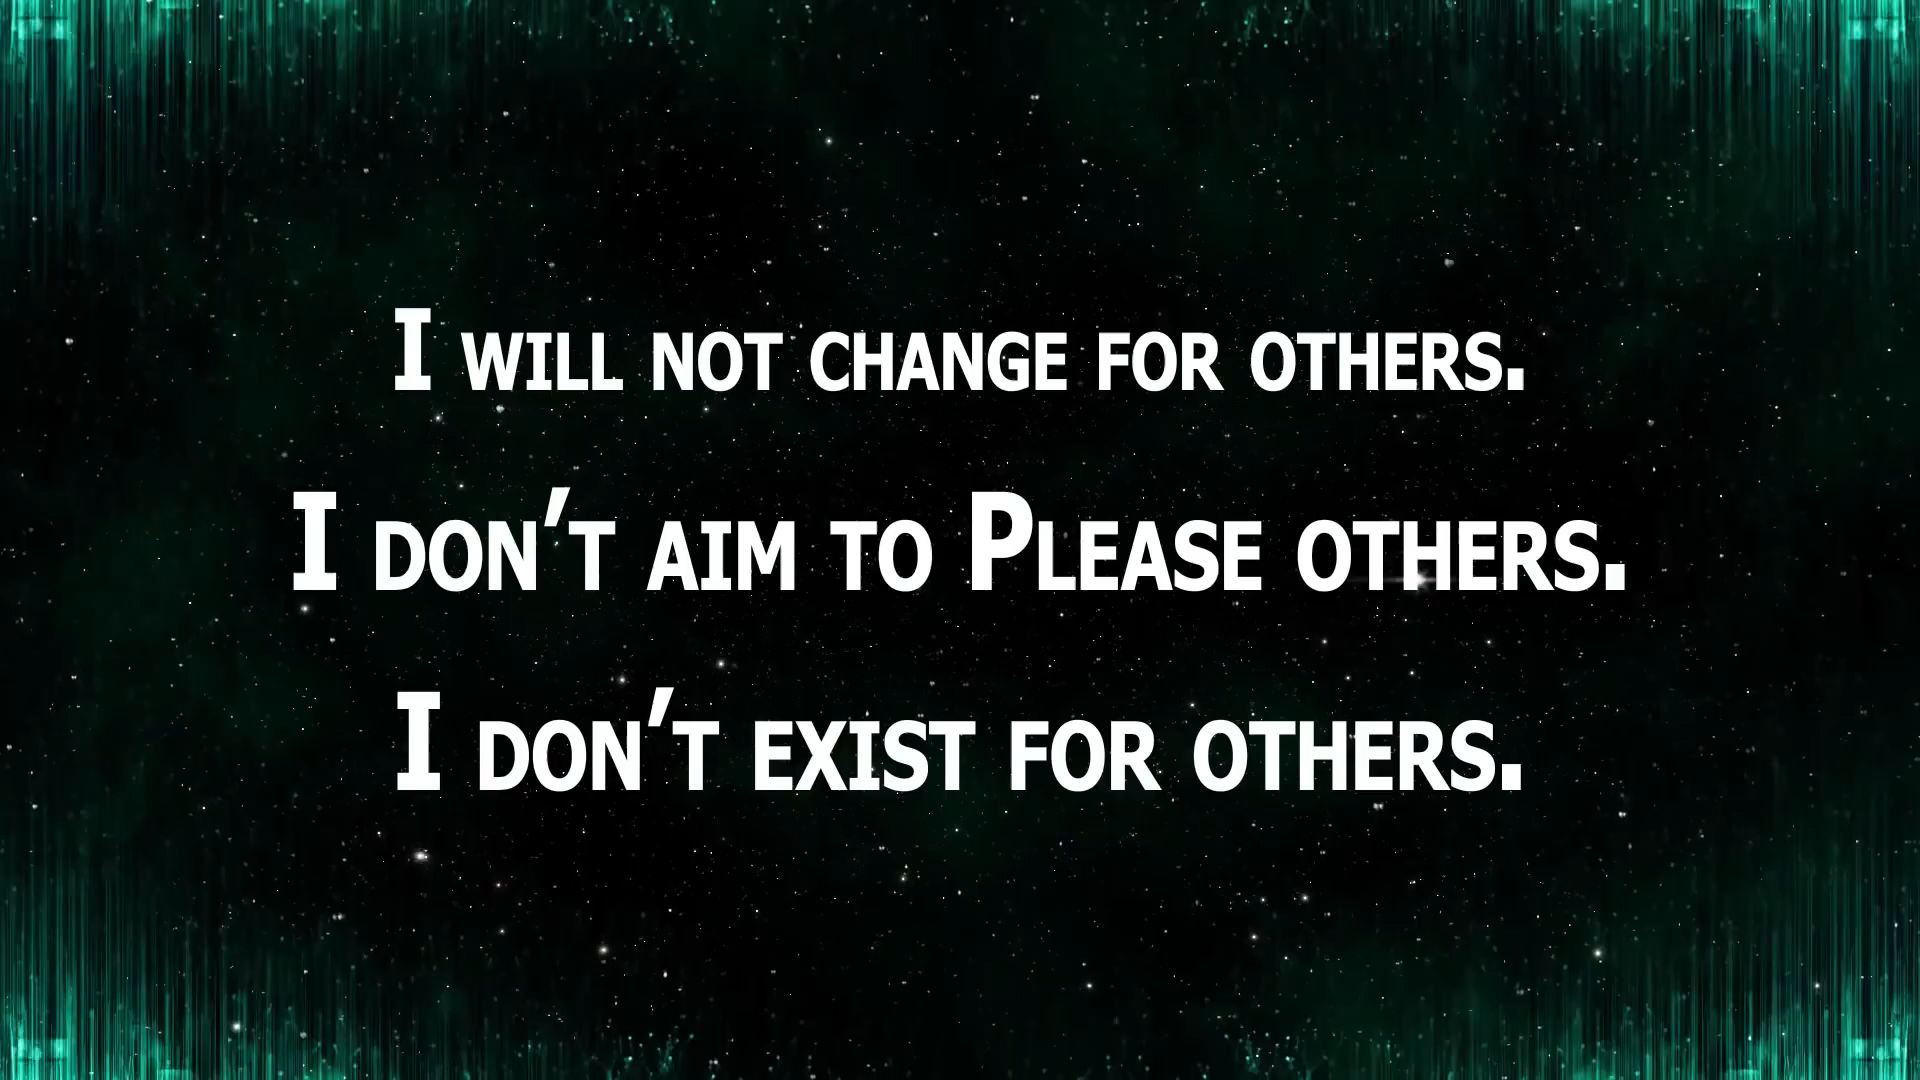 I will not change for others.
I don't aim to Please others.
I don't exist for others.